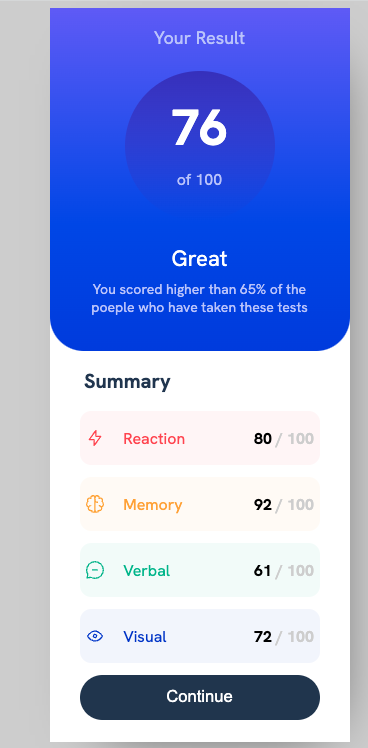 Your Result
76
of 100
Great
You scored higher than 65% of the
poeple who have taken these tests
Summary
Reaction 80 / 100
Memory 92 / 100
Verbal 61 / 100
Visual 72 / 100
Continue